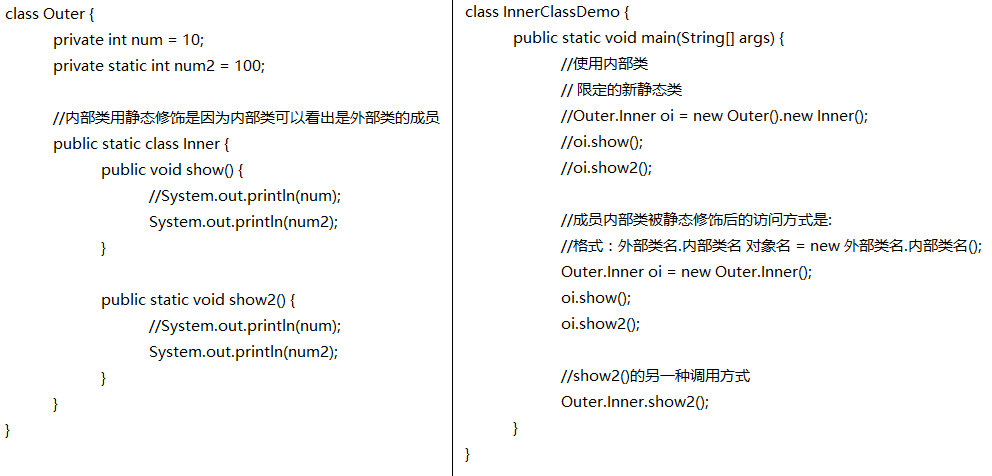 class Outer {
private int num = 10;
private static int num2 = 100;
//内部类用静态修饰是因为内部类可以看出是外部类的成员
public static class Inner {
public void show() {
//System.out.println(num);
System.out.println(num2);
}
public static void show2() {
//System.out.println(num);
System.out.println(num2);
}
}
}
class InnerClassDemo {
public static void main(String[] args) {
//使用内部类
// 限定的新静态类
//Outer.Inner oi = new Outer().new Inner();
//oi.show();
//oi.show2();
//成员内部类被静态修饰后的访问方式是:
//格式：外部类名.内部类名 对象名 = new 外部类名.内部类名();
Outer.Inner oi = new Outer.Inner();
oi.show();
oi.show2();
//show2()的另一种调用方式
Outer.Inner.show2();
}
}